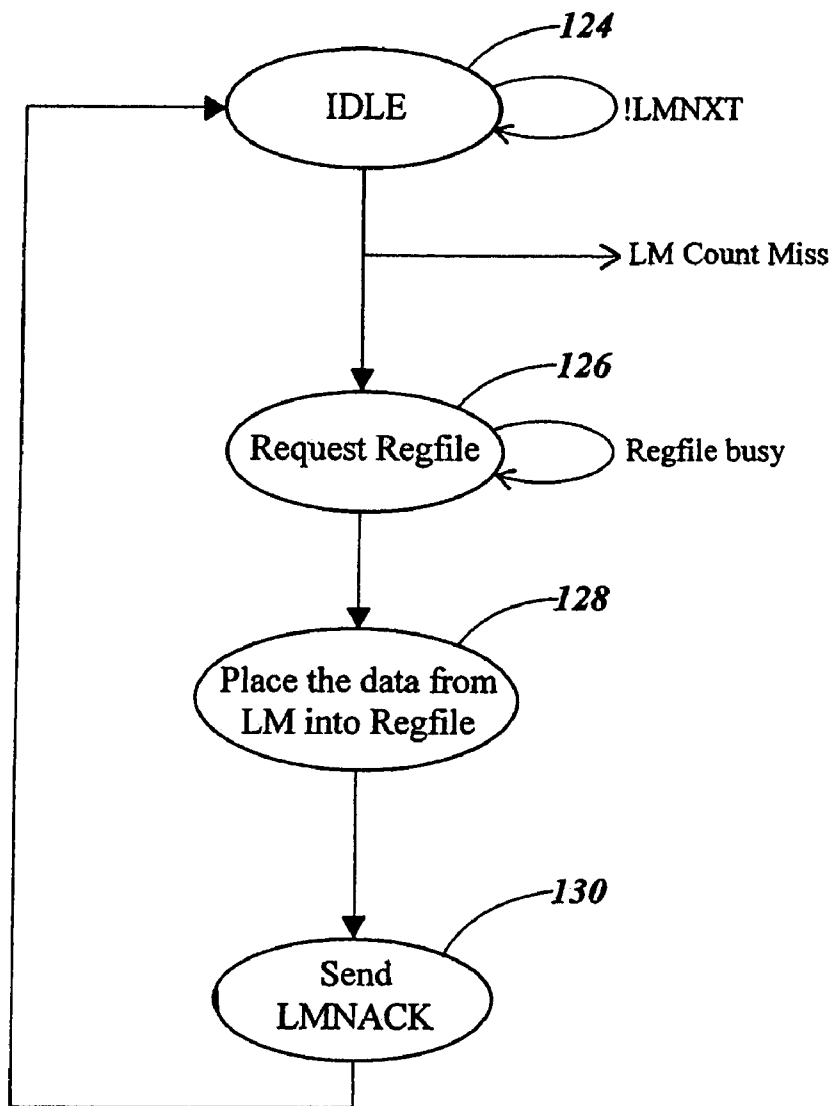 124
IDLE
!LMNXT
LM Count Miss
126
Request Regfile
Regfile busy
128
Place the data from
LM into Regfile
130
Send
LMNACK